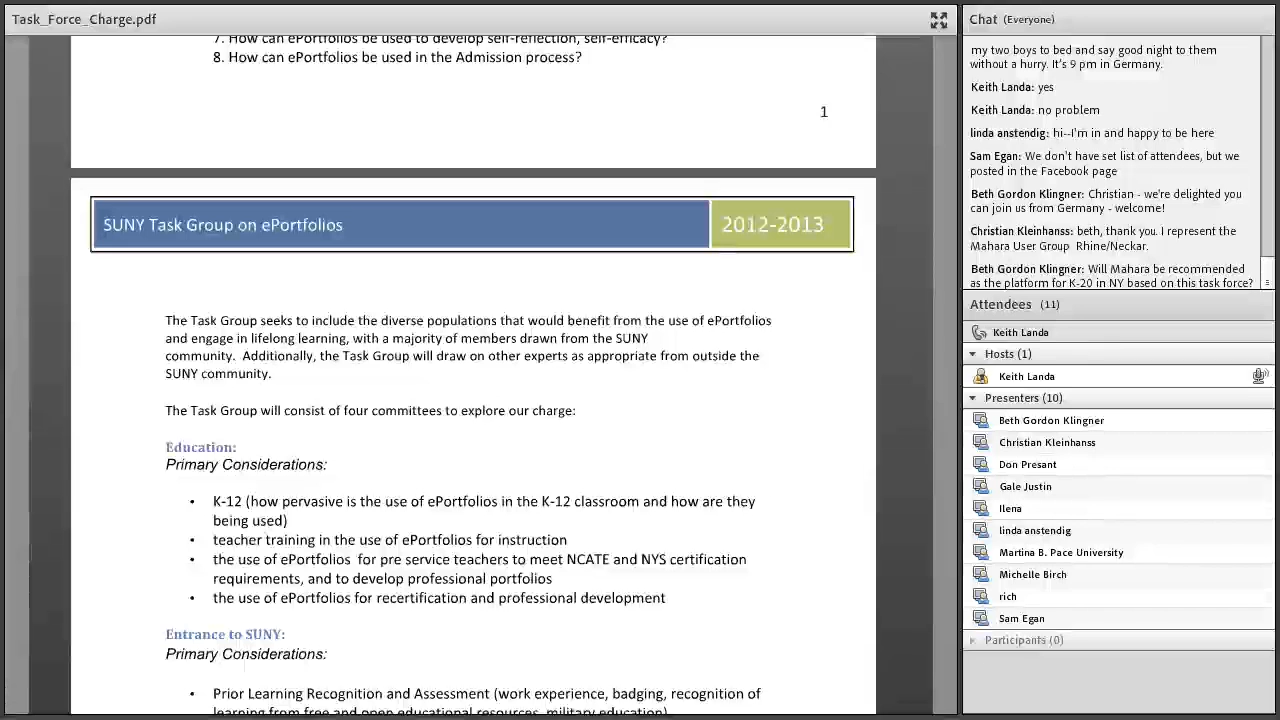 Task_Force_Charge.pdf
7. How can ePortfolios be used to develop self-reflection, self-efficacy?
8. How can ePortfolios be used in the Admission process?
1
SUNY Task Group on ePortfolios
2012-2013
The Task Group seeks to include the diverse populations that would benefit from the use of ePortfolios
and engage in lifelong learning, with a majority of members drawn from the SUNY
community.  Additionally, the Task Group will draw on other experts as appropriate from outside the
SUNY community.
The Task Group will consist of four committees to explore our charge:
Education:
Primary Considerations:
• K-12 (how pervasive is the use of ePortfolios in the K-12 classroom and how are they
being used)
• teacher training in the use of ePortfolios for instruction
• the use of ePortfolios  for pre service teachers to meet NCATE and NYS certification
requirements, and to develop professional portfolios
• the use of ePortfolios for recertification and professional development
Entrance to SUNY:
Primary Considerations:
• Prior Learning Recognition and Assessment (work experience, badging, recognition of
learning from free and open educational resources, military education)
Chat (Everyone)
my two boys to bed and say good night to them
without a hurry. It's 9 pm in Germany.
Keith Landa: yes
Keith Landa: no problem
linda anstendig: hi--I'm in and happy to be here
Sam Egan: We don't have set list of attendees, but we
posted in the Facebook page
Beth Gordon Klingner: Christian - we're delighted you
can join us from Germany - welcome!
Christian Kleinhanss: beth, thank you. I represent the
Mahara User Group  Rhine/Neckar.
Beth Gordon Klingner: Will Mahara be recommended
as the platform for K-20 in NY based on this task force?
Attendees (11)
Keith Landa
Hosts (1)
Keith Landa
Presenters (10)
Beth Gordon Klingner
Christian Kleinhanss
Don Presant
Gale Justin
Ilena
linda anstendig
Martina B. Pace University
Michelle Birch
rich
Sam Egan
Participants (0)